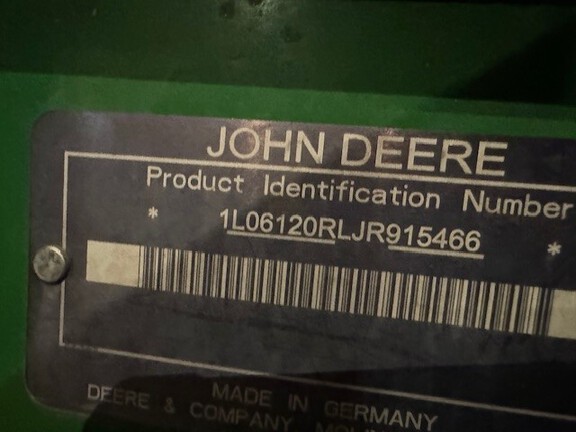 JOHN DEERE
Product Identification Number
* 1L06120RLJR915466 *
MADE IN GERMANY
DEERE & COMPANY